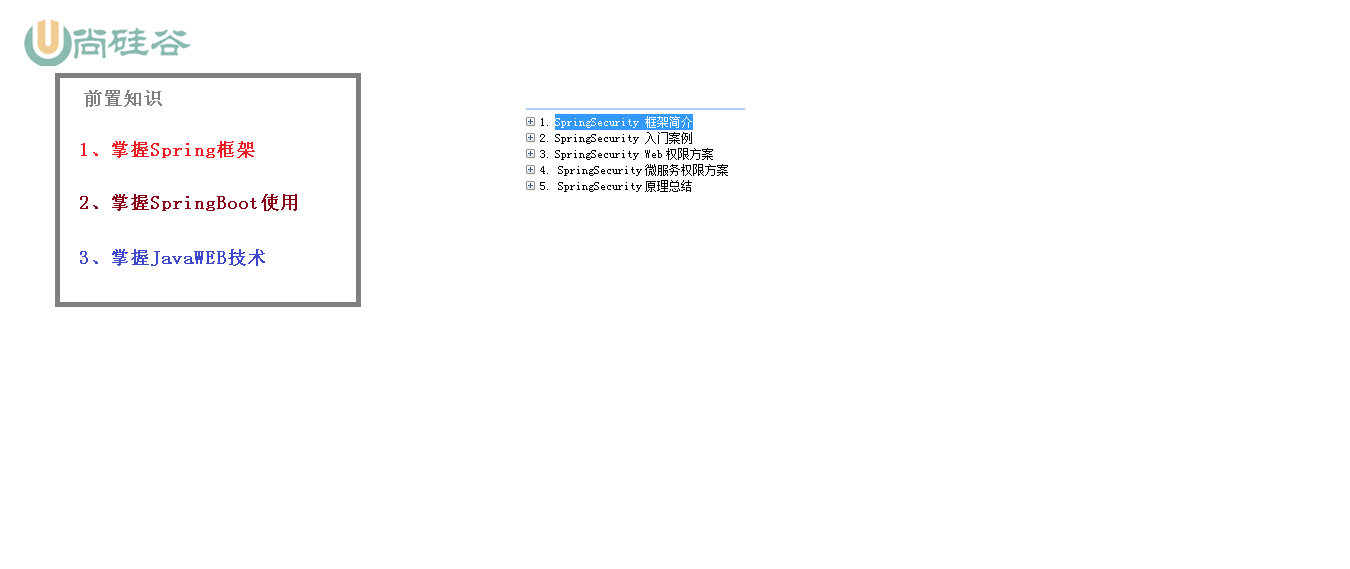 尚硅谷
前置知识
1、掌握Spring框架
2、掌握SpringBoot使用
3、掌握JavaWEB技术
1. SpringSecurity 框架简介
2. SpringSecurity 入门案例
3. SpringSecurity Web 权限方案
4. SpringSecurity 微服务权限方案
5. SpringSecurity 原理总结